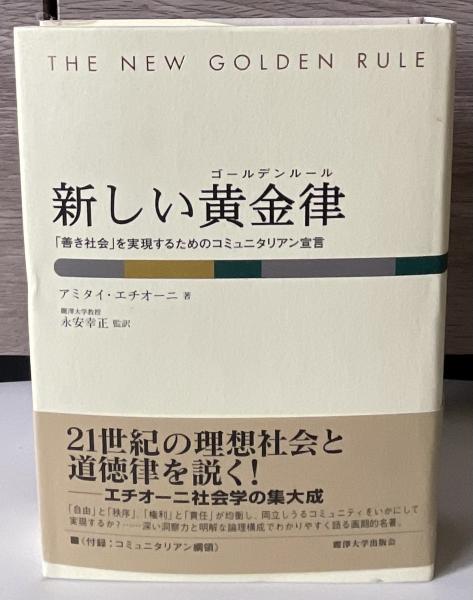 THE NEW GOLDEN RULE
ゴールデンルール
新しい黄金律
「善き社会」を実現するためのコミュニタリアン宣言
アミタイ・エチオーニ 著
麗澤大学教授
永安幸正 監訳
21世紀の理想社会と
道徳律を説く!
——エチオーニ社会学の集大成
「自由」と「秩序」、「権利」と「責任」が均衡し、両立しうるコミュニティをいかにして
実現するか?……深い洞察力と明解な論理構成でわかりやすく語る画期的名著。
■〈付録:コミュニタリアン綱領〉
麗澤大学出版会